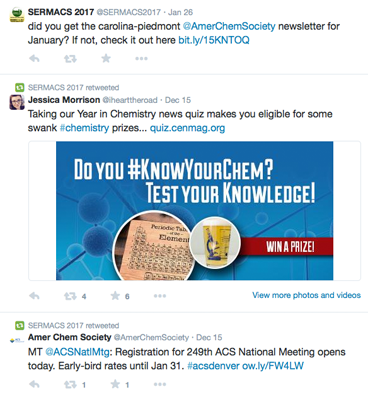 SERMACS 2017 @SERMACS2017 · Jan 26
did you get the carolina-piedmont @AmerChemSociety newsletter for
January? If not, check it out here bit.ly/15KNTOQ
SERMACS 2017 retweeted
Jessica Morrison @Ihearttheroad · Dec 15
Taking our Year in Chemistry news quiz makes you eligible for some
swank #chemistry prizes... quiz.cenmag.org
DO YOU #KNOWYOURCHEM?
TEST YOUR KNOWLEDGE!
Periodic Tab
of the
Element
WIN A PRIZE!
4 6
View more photos and videos
SERMACS 2017 retweeted
Amer Chem Society @AmerChemSociety · Dec 15
MT @ACSNatlMtg: Registration for 249th ACS National Meeting opens
today. Early-bird rates until Jan 31. #acsdenver ow.ly/FW4LW
1 1